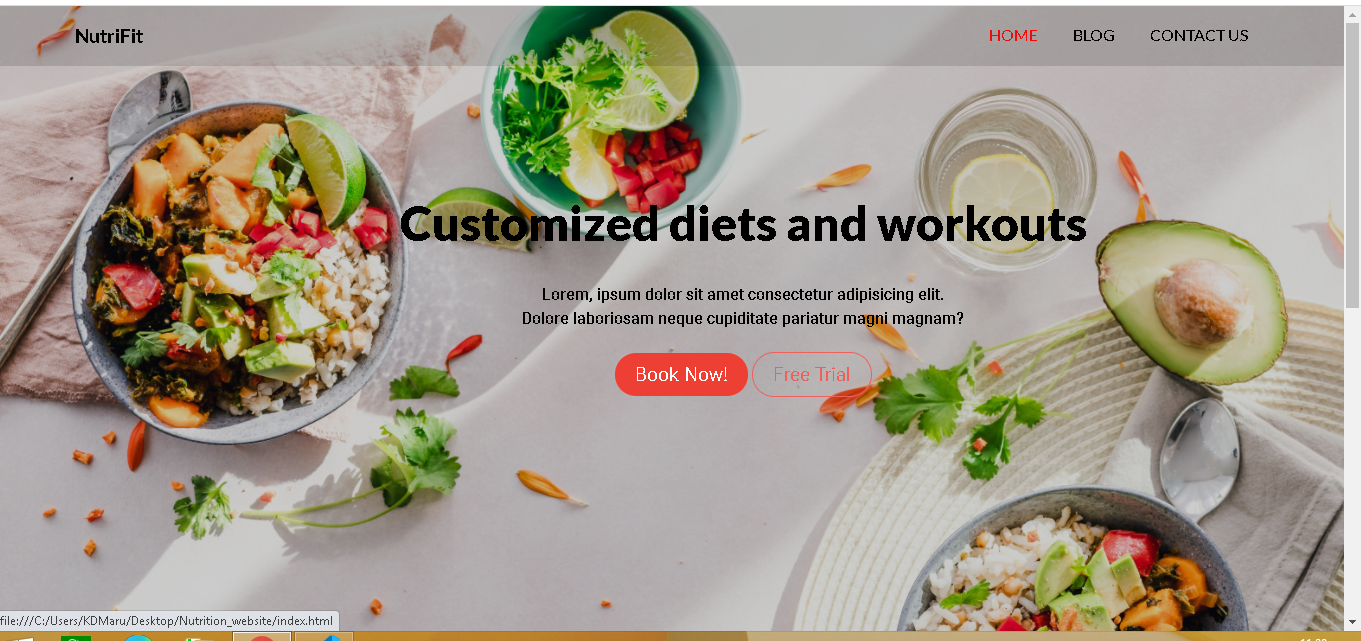 NutriFit
HOME BLOG CONTACT US
Customized diets and workouts
Lorem, ipsum dolor sit amet consectetur adipisicing elit.
Dolore laboriosam neque cupiditate pariatur magni magnam?
Book Now! Free Trial
file:///C:/Users/KDMaru/Desktop/Nutrition_website/index.html